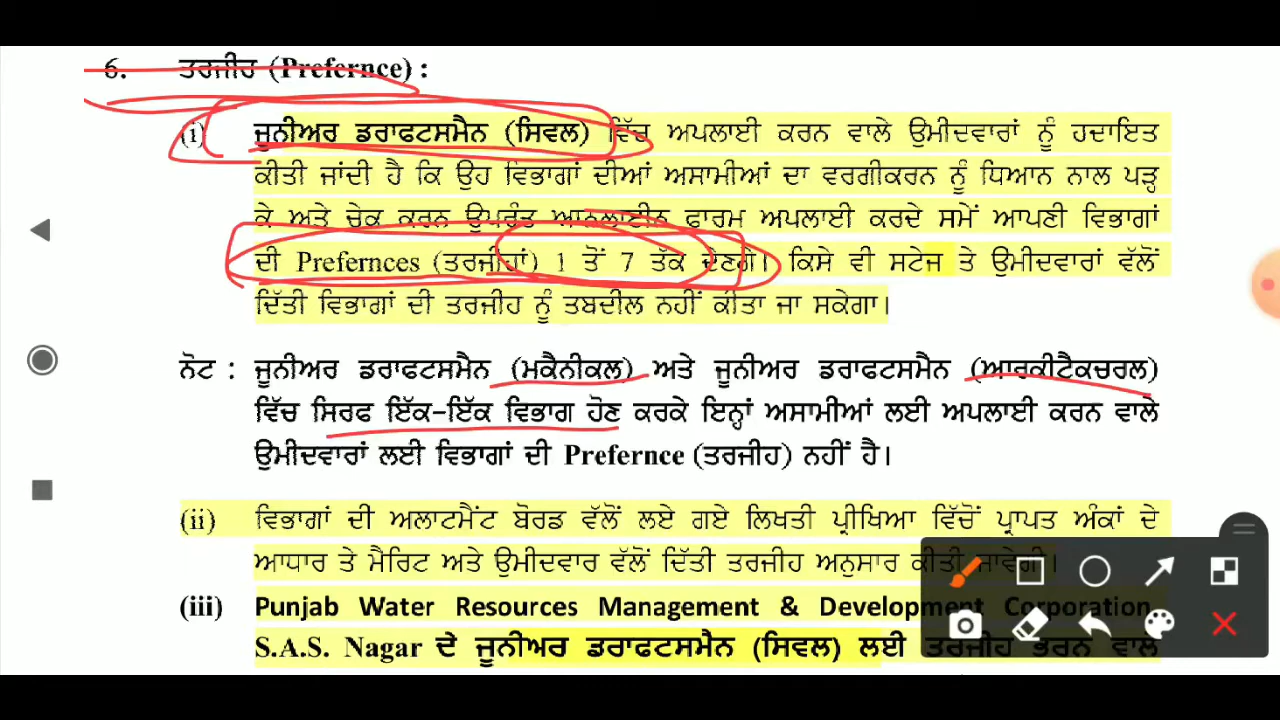 6. ਤਰਜੀਹ (Prefernce) :
(i) ਜੂਨੀਅਰ ਡਰਾਫਟਸਮੈਨ (ਸਿਵਲ) ਵਿੱਚ ਅਪਲਾਈ ਕਰਨ ਵਾਲੇ ਉਮੀਦਵਾਰਾਂ ਨੂੰ ਹਦਾਇਤ
ਕੀਤੀ ਜਾਂਦੀ ਹੈ ਕਿ ਉਹ ਵਿਭਾਗਾਂ ਦੀਆਂ ਅਸਾਮੀਆਂ ਦਾ ਵਰਗੀਕਰਨ ਨੂੰ ਧਿਆਨ ਨਾਲ ਪੜ੍ਹ
ਕੇ ਅਤੇ ਚੇਕ ਕਰਨ ਉਪਰੰਤ ਆਨਲਾਈਨ ਫਾਰਮ ਅਪਲਾਈ ਕਰਦੇ ਸਮੇਂ ਆਪਣੀ ਵਿਭਾਗਾਂ
ਦੀ Prefernces (ਤਰਜੀਹਾਂ) 1 ਤੋਂ 7 ਤੱਕ ਦੇਣਗੇ। ਕਿਸੇ ਵੀ ਸਟੇਜ ਤੇ ਉਮੀਦਵਾਰਾਂ ਵੱਲੋਂ
ਦਿੱਤੀ ਵਿਭਾਗਾਂ ਦੀ ਤਰਜੀਹ ਨੂੰ ਤਬਦੀਲ ਨਹੀਂ ਕੀਤਾ ਜਾ ਸਕੇਗਾ।
ਨੋਟ : ਜੂਨੀਅਰ ਡਰਾਫਟਸਮੈਨ (ਮਕੈਨੀਕਲ) ਅਤੇ ਜੂਨੀਅਰ ਡਰਾਫਟਸਮੈਨ (ਆਰਕੀਟੈਕਚਰਲ)
ਵਿੱਚ ਸਿਰਫ ਇੱਕ-ਇੱਕ ਵਿਭਾਗ ਹੋਣ ਕਰਕੇ ਇਨ੍ਹਾਂ ਅਸਾਮੀਆਂ ਲਈ ਅਪਲਾਈ ਕਰਨ ਵਾਲੇ
ਉਮੀਦਵਾਰਾਂ ਲਈ ਵਿਭਾਗਾਂ ਦੀ Prefernce (ਤਰਜੀਹ) ਨਹੀਂ ਹੈ।
(ii) ਵਿਭਾਗਾਂ ਦੀ ਅਲਾਟਮੈਂਟ ਬੋਰਡ ਵੱਲੋਂ ਲਏ ਗਏ ਲਿਖਤੀ ਪ੍ਰੀਖਿਆ ਵਿੱਚੋਂ ਪ੍ਰਾਪਤ ਅੰਕਾਂ ਦੇ
ਆਧਾਰ ਤੇ ਮੈਰਿਟ ਅਤੇ ਉਮੀਦਵਾਰ ਵੱਲੋਂ ਦਿੱਤੀ ਤਰਜੀਹ ਅਨੁਸਾਰ ਕੀਤੀ ਜਾਵੇਗੀ।
(iii) Punjab Water Resources Management & Development Corporation
S.A.S. Nagar ਦੇ ਜੂਨੀਅਰ ਡਰਾਫਟਸਮੈਨ (ਸਿਵਲ) ਲਈ ਤਰਜੀਹ ਭਰਨ ਵਾਲੇ